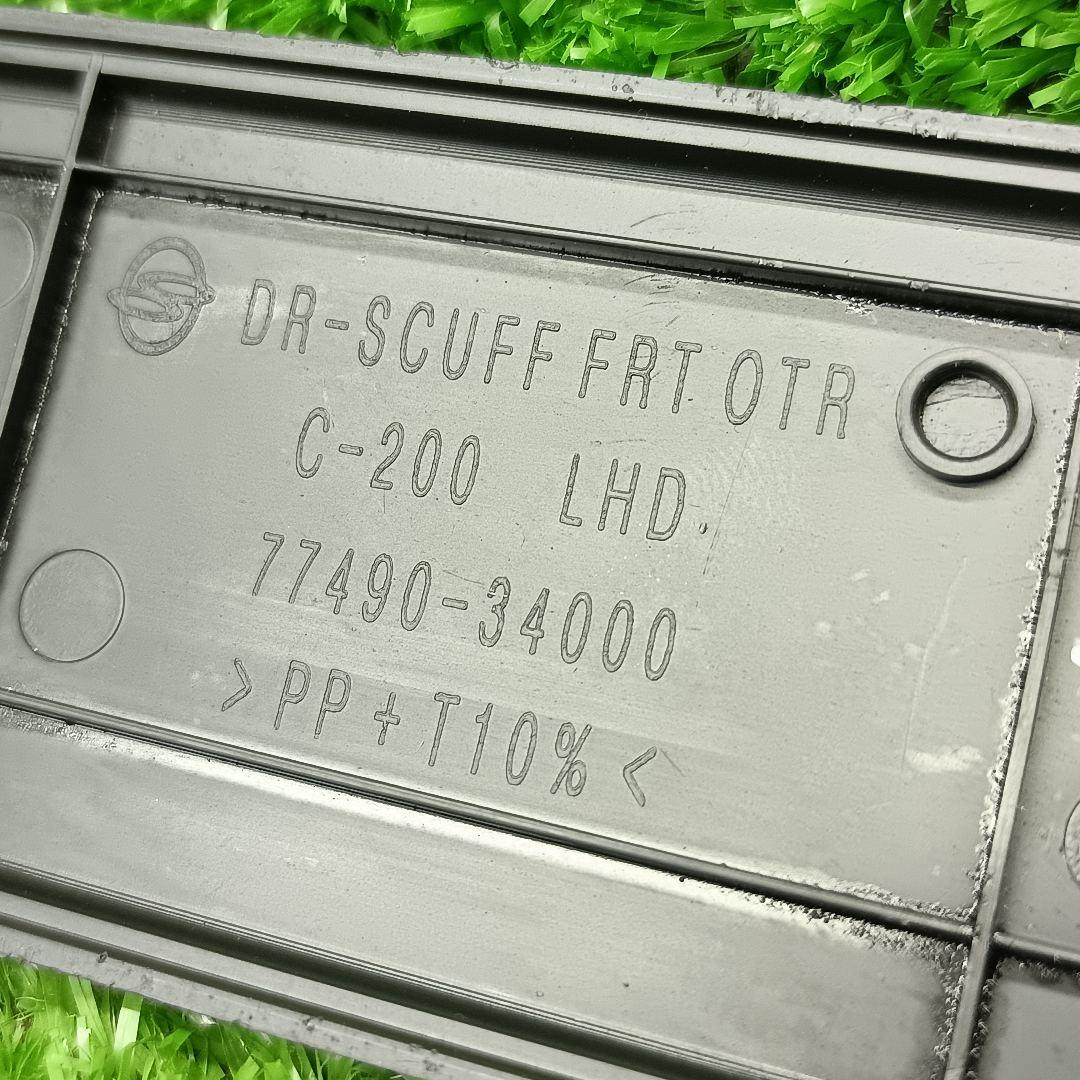 DR-SCUFF FRT OTR
C-200 LHD.
77490-34000
>PP+T10%<